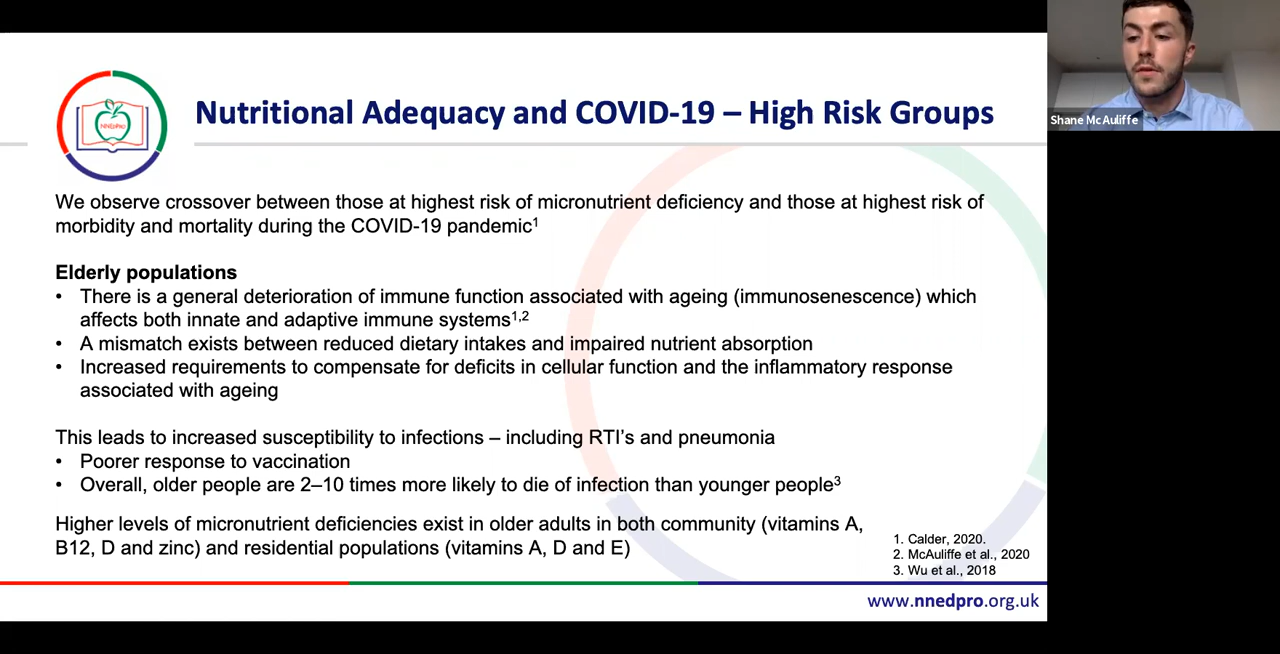 Nutritional Adequacy and COVID-19 – High Risk Groups
NNEdPro
Shane McAuliffe
We observe crossover between those at highest risk of micronutrient deficiency and those at highest risk of
morbidity and mortality during the COVID-19 pandemic¹
Elderly populations
• There is a general deterioration of immune function associated with ageing (immunosenescence) which
affects both innate and adaptive immune systems¹,²
• A mismatch exists between reduced dietary intakes and impaired nutrient absorption
• Increased requirements to compensate for deficits in cellular function and the inflammatory response
associated with ageing
This leads to increased susceptibility to infections – including RTI's and pneumonia
• Poorer response to vaccination
• Overall, older people are 2–10 times more likely to die of infection than younger people³
Higher levels of micronutrient deficiencies exist in older adults in both community (vitamins A,
B12, D and zinc) and residential populations (vitamins A, D and E)
1. Calder, 2020.
2. McAuliffe et al., 2020
3. Wu et al., 2018
www.nnedpro.org.uk